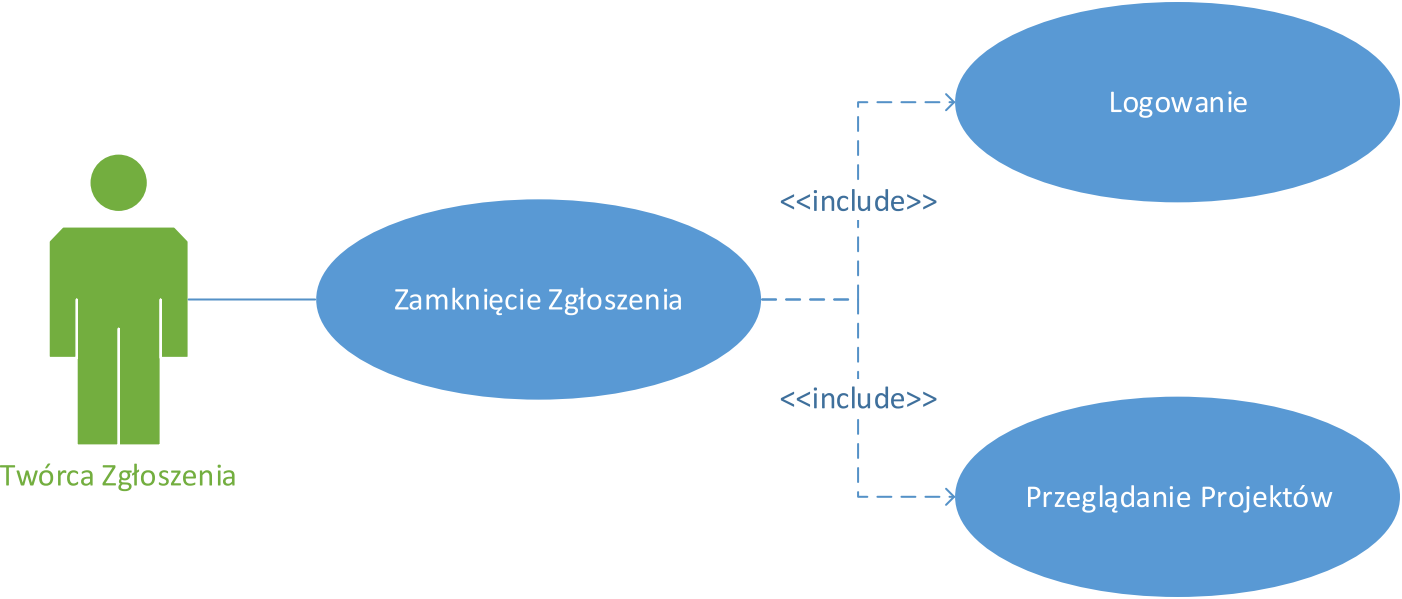 Logowanie
<<include>>
Zamknięcie Zgłoszenia
<<include>>
Twórca Zgłoszenia
Przeglądanie Projektów